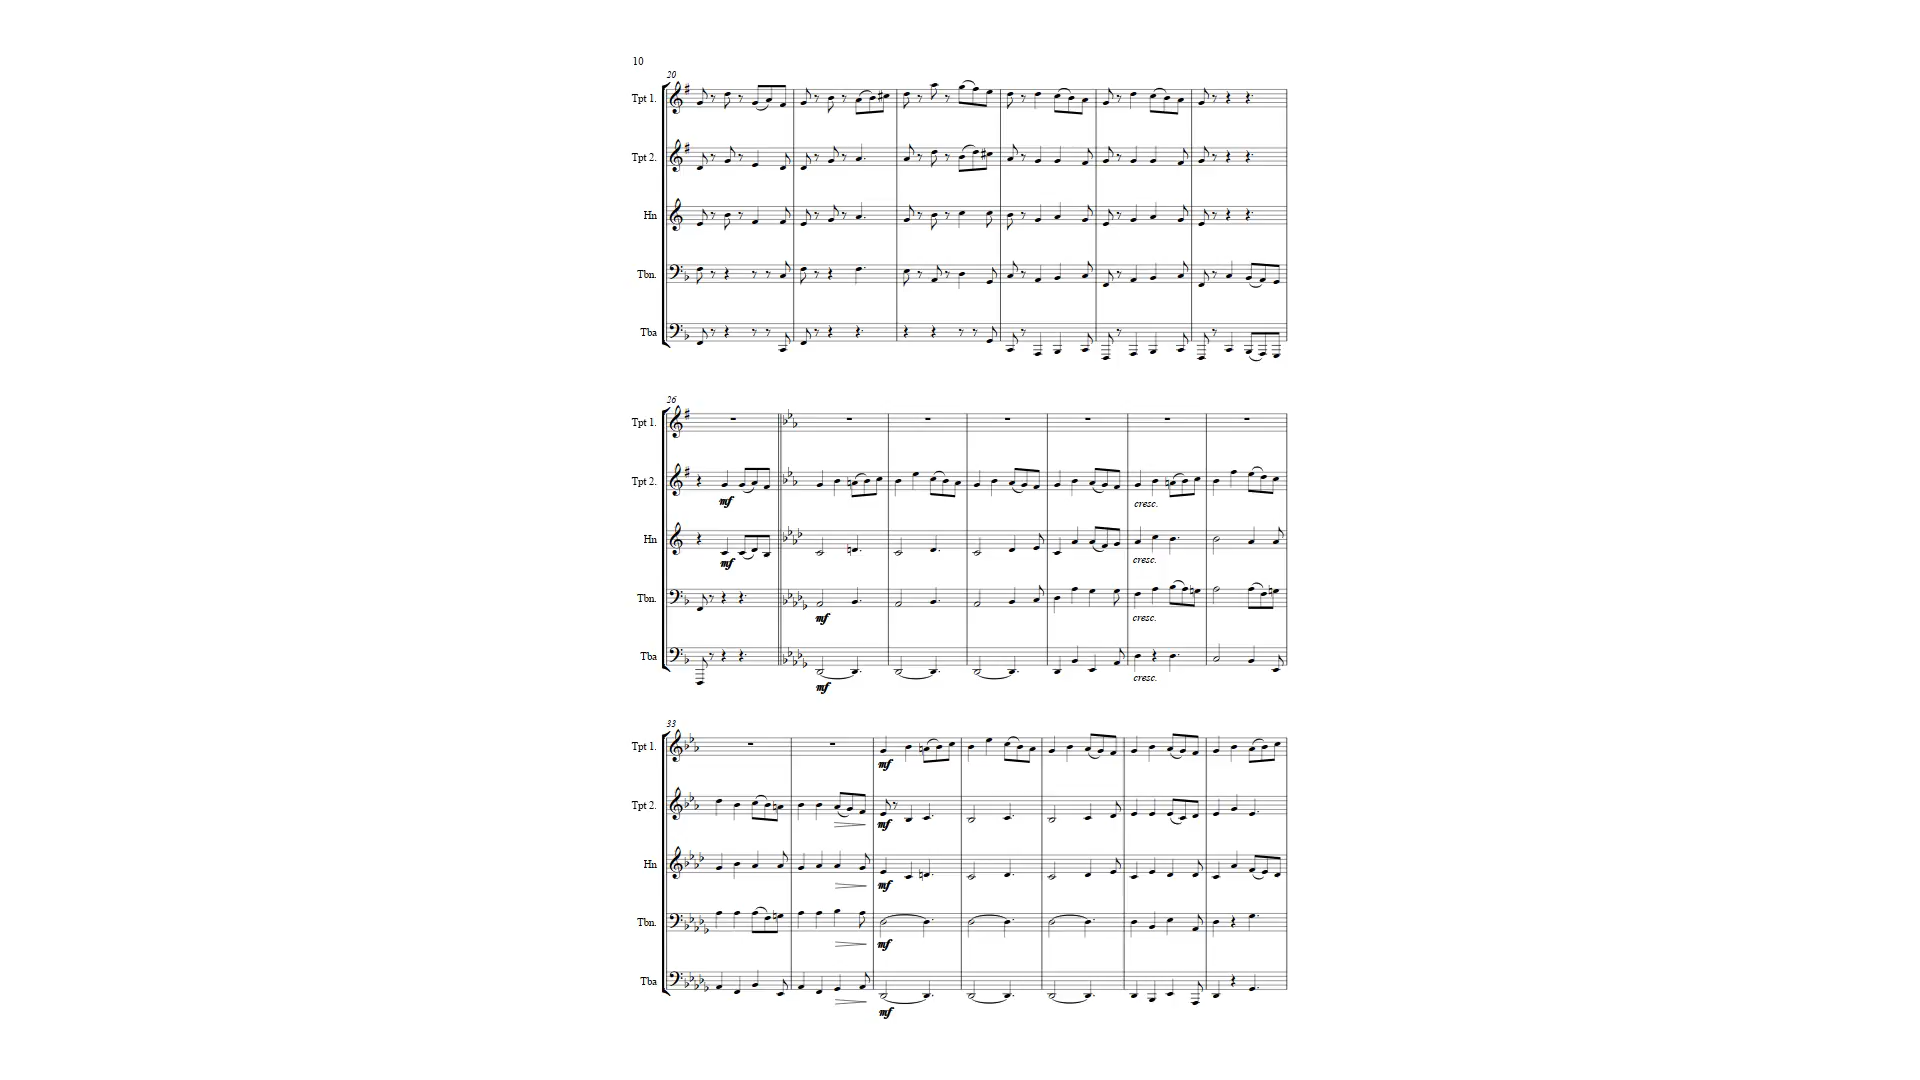 10
20
Tpt 1.
Tpt 2.
Hn
Tbn.
Tba
26
Tpt 1.
Tpt 2.
mf
cresc.
Hn
mf
cresc.
Tbn.
mf
cresc.
Tba
mf
cresc.
33
Tpt 1.
mf
Tpt 2.
mf
Hn
mf
Tbn.
mf
Tba
mf